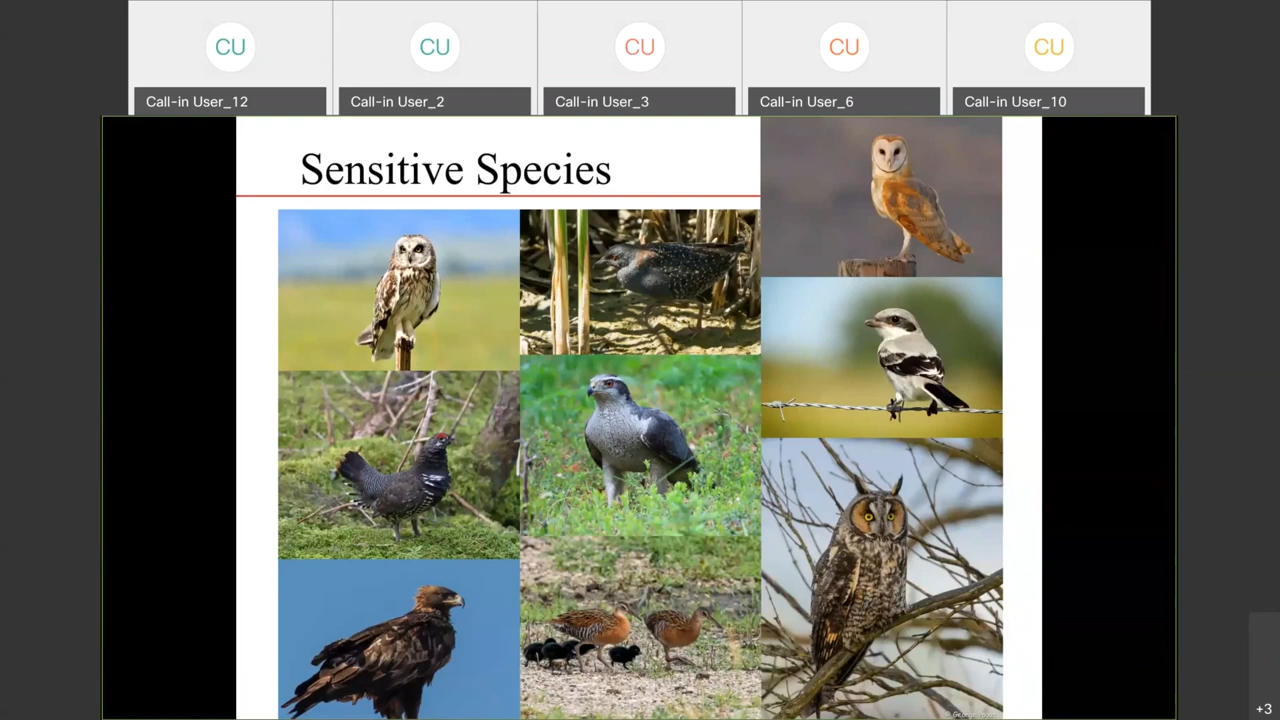 CU
CU
CU
CU
CU
Call-in User_12
Call-in User_2
Call-in User_3
Call-in User_6
Call-in User_10
Sensitive Species
+3